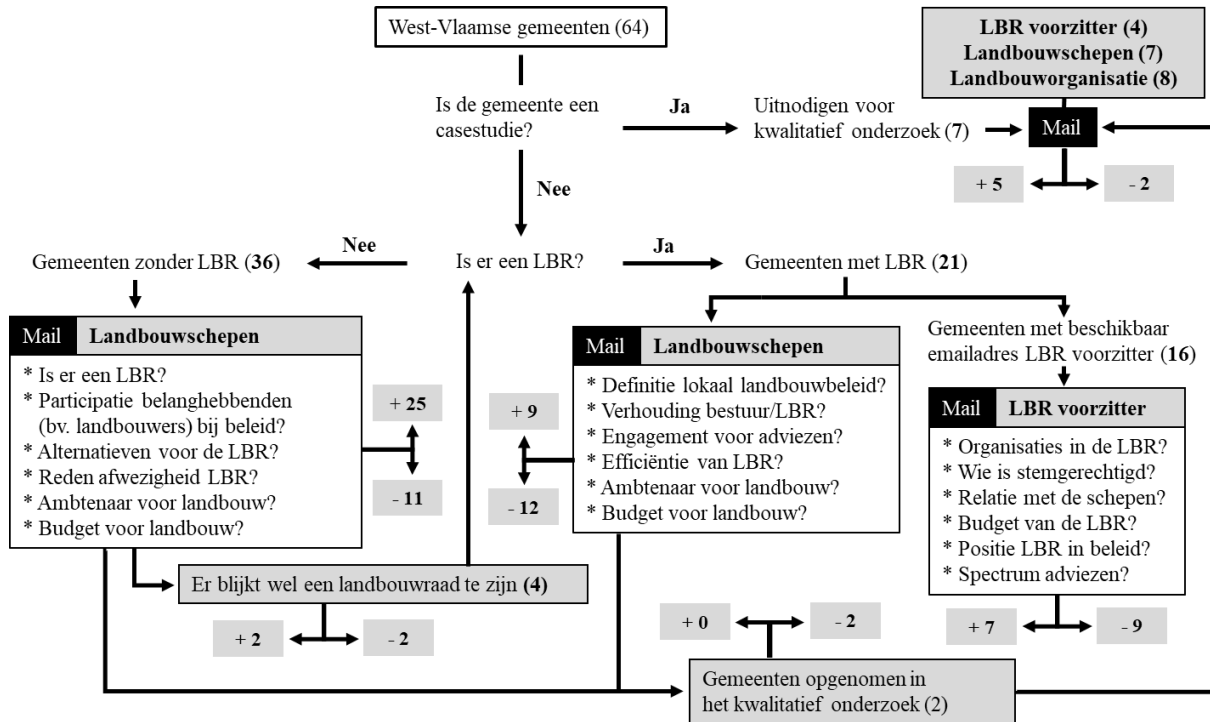 West-Vlaamse gemeenten (64)
LBR voorzitter (4)
Landbouwschepen (7)
Landbouworganisatie (8)
Is de gemeente een
casestudie?
Ja
Uitnodigen voor
kwalitatief onderzoek (7)
Mail
+ 5
- 2
Nee
Nee
Ja
Gemeenten zonder LBR (36)
Is er een LBR?
Gemeenten met LBR (21)
Mail
Landbouwschepen
* Is er een LBR?
* Participatie belanghebbenden
(bv. landbouwers) bij beleid?
* Alternatieven voor de LBR?
* Reden afwezigheid LBR?
* Ambtenaar voor landbouw?
* Budget voor landbouw?
+ 25
- 11
+ 9
- 12
Mail
Landbouwschepen
* Definitie lokaal landbouwbeleid?
* Verhouding bestuur/LBR?
* Engagement voor adviezen?
* Efficiëntie van LBR?
* Ambtenaar voor landbouw?
* Budget voor landbouw?
Gemeenten met beschikbaar
emailadres LBR voorzitter (16)
Mail
LBR voorzitter
* Organisaties in de LBR?
* Wie is stemgerechtigd?
* Relatie met de schepen?
* Budget van de LBR?
* Positie LBR in beleid?
* Spectrum adviezen?
+ 7
- 9
Er blijkt wel een landbouwraad te zijn (4)
+ 2
- 2
+ 0
- 2
Gemeenten opgenomen in
het kwalitatief onderzoek (2)